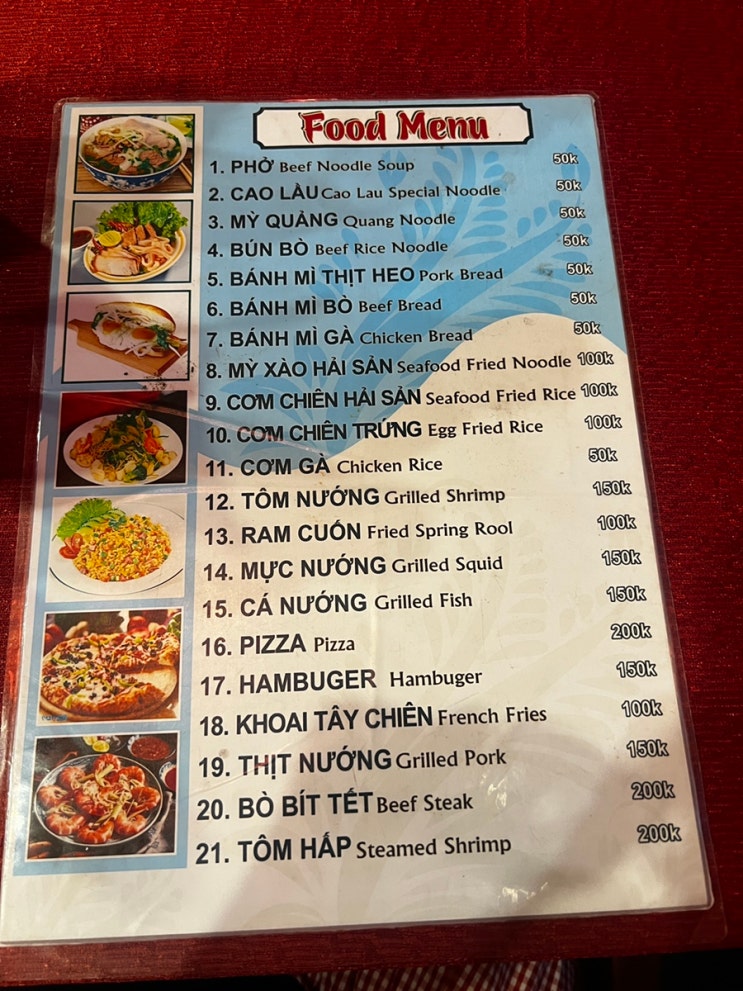 Food Menu
1. PHỞ Beef Noodle Soup 50k
2. CAO LẦU Cao Lau Special Noodle 50k
3. MỲ QUẢNG Quang Noodle 50k
4. BÚN BÒ Beef Rice Noodle 50k
5. BÁNH MÌ THỊT HEO Pork Bread 50k
6. BÁNH MÌ BÒ Beef Bread 50k
7. BÁNH MÌ GÀ Chicken Bread 50k
8. MỲ XÀO HẢI SẢN Seafood Fried Noodle 100k
9. CƠM CHIÊN HẢI SẢN Seafood Fried Rice 100k
10. CƠM CHIÊN TRỨNG Egg Fried Rice 100k
11. CƠM GÀ Chicken Rice 50k
12. TÔM NƯỚNG Grilled Shrimp 150k
13. RAM CUỐN Fried Spring Rool 100k
14. MỰC NƯỚNG Grilled Squid 150k
15. CÁ NƯỚNG Grilled Fish 150k
16. PIZZA Pizza 200k
17. HAMBUGER Hambuger 150k
18. KHOAI TÂY CHIÊN French Fries 100k
19. THỊT NƯỚNG Grilled Pork 150k
20. BÒ BÍT TẾT Beef Steak 200k
21. TÔM HẤP Steamed Shrimp 200k